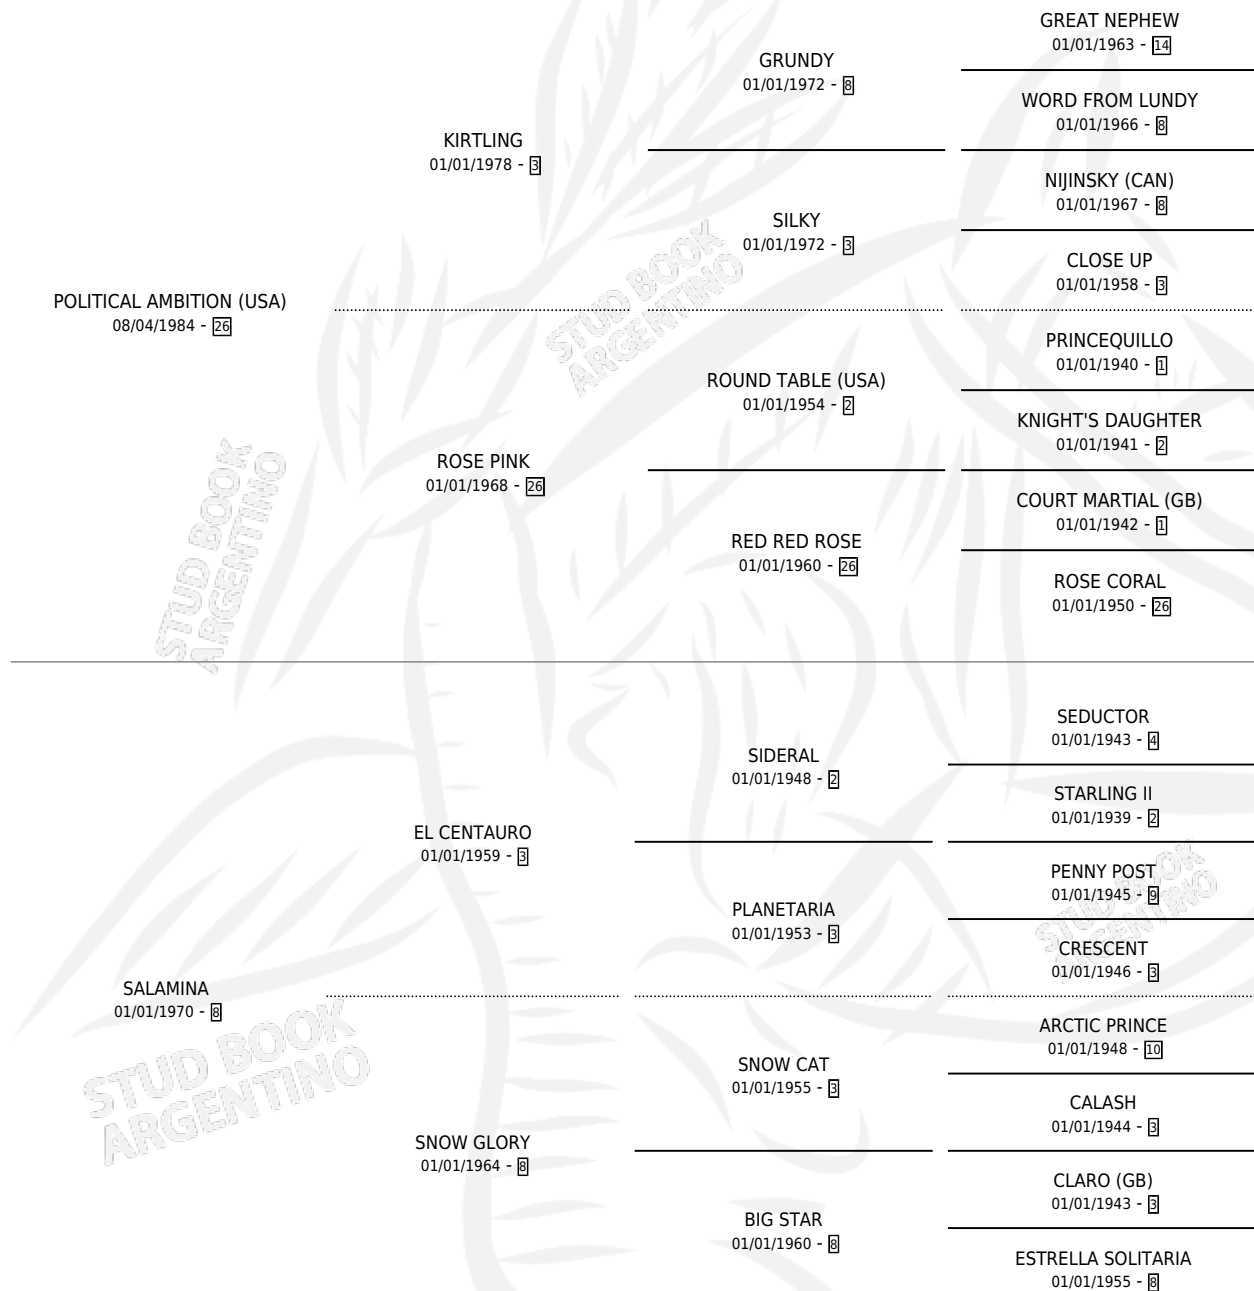 GREAT NEPHEW
01/01/1963 - 14
GRUNDY
01/01/1972 - 8
WORD FROM LUNDY
01/01/1966 - 8
KIRTLING
01/01/1978 - 3
NIJINSKY (CAN)
01/01/1967 - 8
SILKY
01/01/1972 - 3
CLOSE UP
01/01/1958 - 3
POLITICAL AMBITION (USA)
08/04/1984 - 26
PRINCEQUILLO
01/01/1940 - 1
ROUND TABLE (USA)
01/01/1954 - 2
KNIGHT'S DAUGHTER
01/01/1941 - 2
ROSE PINK
01/01/1968 - 26
COURT MARTIAL (GB)
01/01/1942 - 1
RED RED ROSE
01/01/1960 - 26
ROSE CORAL
01/01/1950 - 26
SEDUCTOR
01/01/1943 - 4
SIDERAL
01/01/1948 - 2
STARLING II
01/01/1939 - 2
EL CENTAURO
01/01/1959 - 3
PENNY POST
01/01/1945 - 9
PLANETARIA
01/01/1953 - 3
CRESCENT
01/01/1946 - 3
SALAMINA
01/01/1970 - 8
ARCTIC PRINCE
01/01/1948 - 10
SNOW CAT
01/01/1955 - 3
CALASH
01/01/1944 - 3
SNOW GLORY
01/01/1964 - 8
CLARO (GB)
01/01/1943 - 3
BIG STAR
01/01/1960 - 8
ESTRELLA SOLITARIA
01/01/1955 - 8
STUD BOOK
ARGENTINO
STUD BOOK
ARGENTINO
STUD BOOK
ARGENTINO
STUD BOOK
ARGENTINO